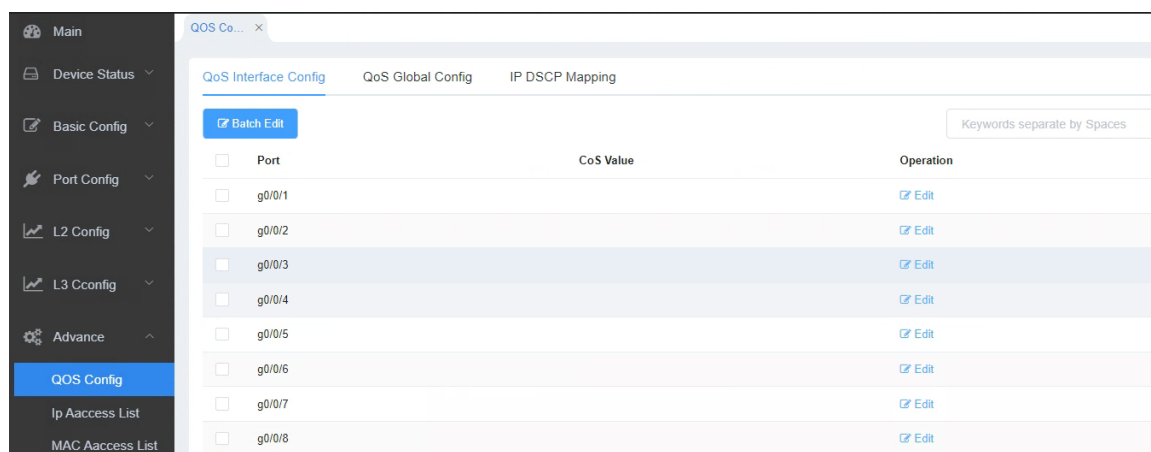 Main
Device Status
Basic Config
Port Config
L2 Config
L3 Cconfig
Advance
QOS Config
Ip Aaccess List
MAC Aaccess List
QOS Co... ×
QoS Interface Config QoS Global Config IP DSCP Mapping
Batch Edit Keywords separate by Spaces
Port CoS Value Operation
g0/0/1 Edit
g0/0/2 Edit
g0/0/3 Edit
g0/0/4 Edit
g0/0/5 Edit
g0/0/6 Edit
g0/0/7 Edit
g0/0/8 Edit